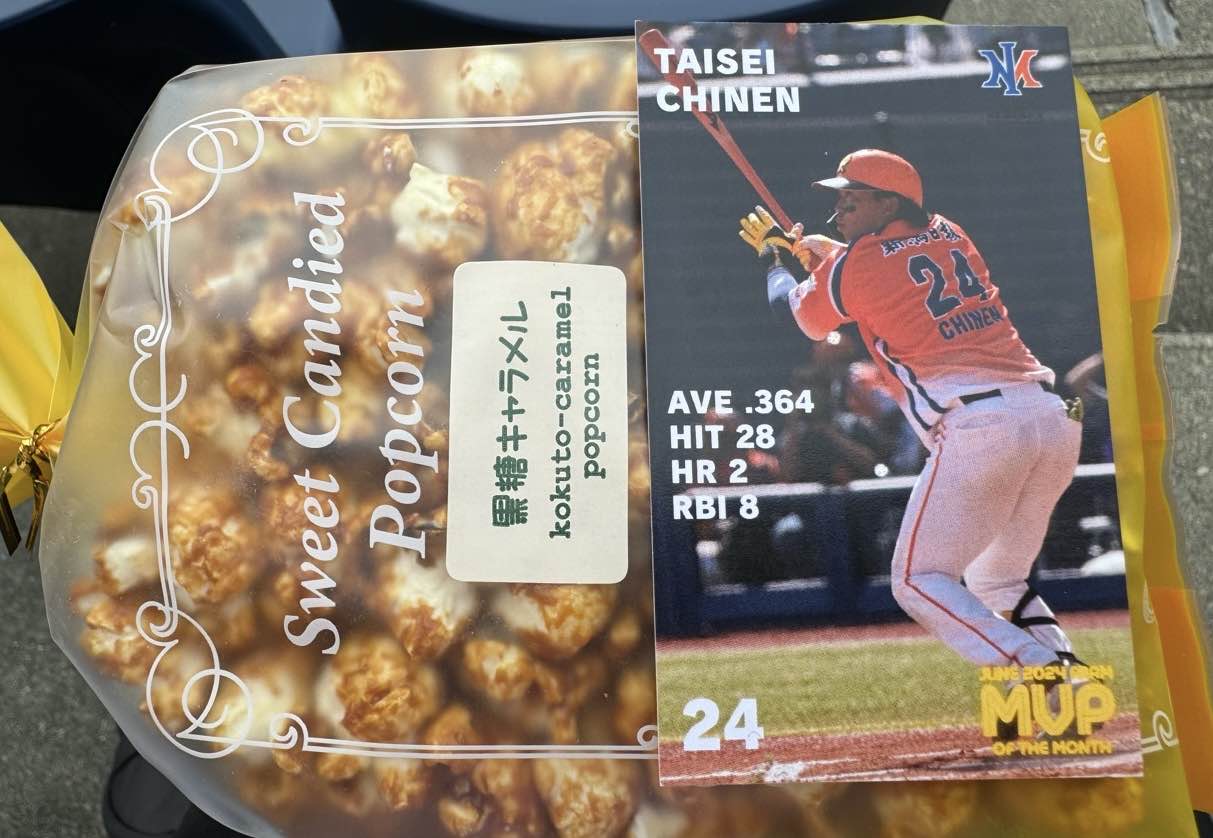 Sweet Candied
Popcorn
黒糖キャラメル
kokuto-caramel
popcorn
TAISEI
CHINEN
24
CHINEN
AVE .364
HIT 28
HR 2
RBI 8
24
MVP
OF THE MONTH